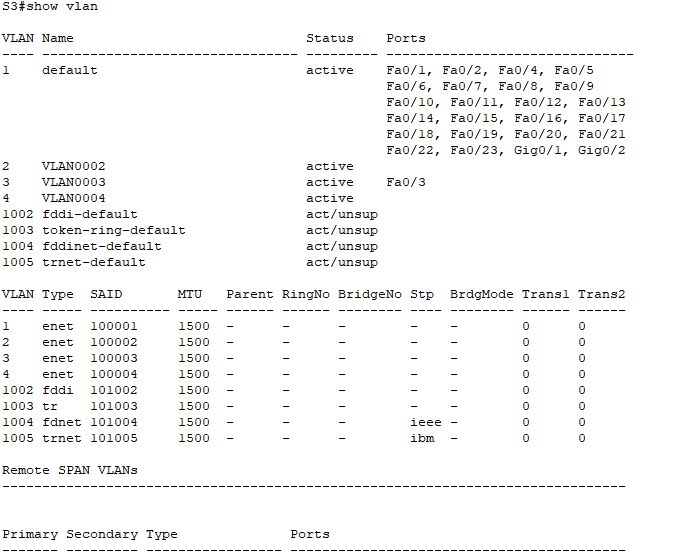 S3#show vlan
VLAN Name                             Status    Ports
---- -------------------------------- --------- -------------------------------
1    default                          active    Fa0/1, Fa0/2, Fa0/4, Fa0/5
                                                Fa0/6, Fa0/7, Fa0/8, Fa0/9
                                                Fa0/10, Fa0/11, Fa0/12, Fa0/13
                                                Fa0/14, Fa0/15, Fa0/16, Fa0/17
                                                Fa0/18, Fa0/19, Fa0/20, Fa0/21
                                                Fa0/22, Fa0/23, Gig0/1, Gig0/2
2    VLAN0002                         active
3    VLAN0003                         active    Fa0/3
4    VLAN0004                         active
1002 fddi-default                     act/unsup
1003 token-ring-default               act/unsup
1004 fddinet-default                  act/unsup
1005 trnet-default                    act/unsup
VLAN Type  SAID       MTU   Parent RingNo BridgeNo Stp  BrdgMode Trans1 Trans2
---- ----- ---------- ----- ------ ------ -------- ---- -------- ------ ------
1    enet  100001     1500  -      -      -        -    -        0      0
2    enet  100002     1500  -      -      -        -    -        0      0
3    enet  100003     1500  -      -      -        -    -        0      0
4    enet  100004     1500  -      -      -        -    -        0      0
1002 fddi  101002     1500  -      -      -        -    -        0      0
1003 tr    101003     1500  -      -      -        -    -        0      0
1004 fdnet 101004     1500  -      -      -        ieee -        0      0
1005 trnet 101005     1500  -      -      -        ibm  -        0      0
Remote SPAN VLANs
------------------------------------------------------------------------------
Primary Secondary Type              Ports
------- --------- ----------------- ------------------------------------------